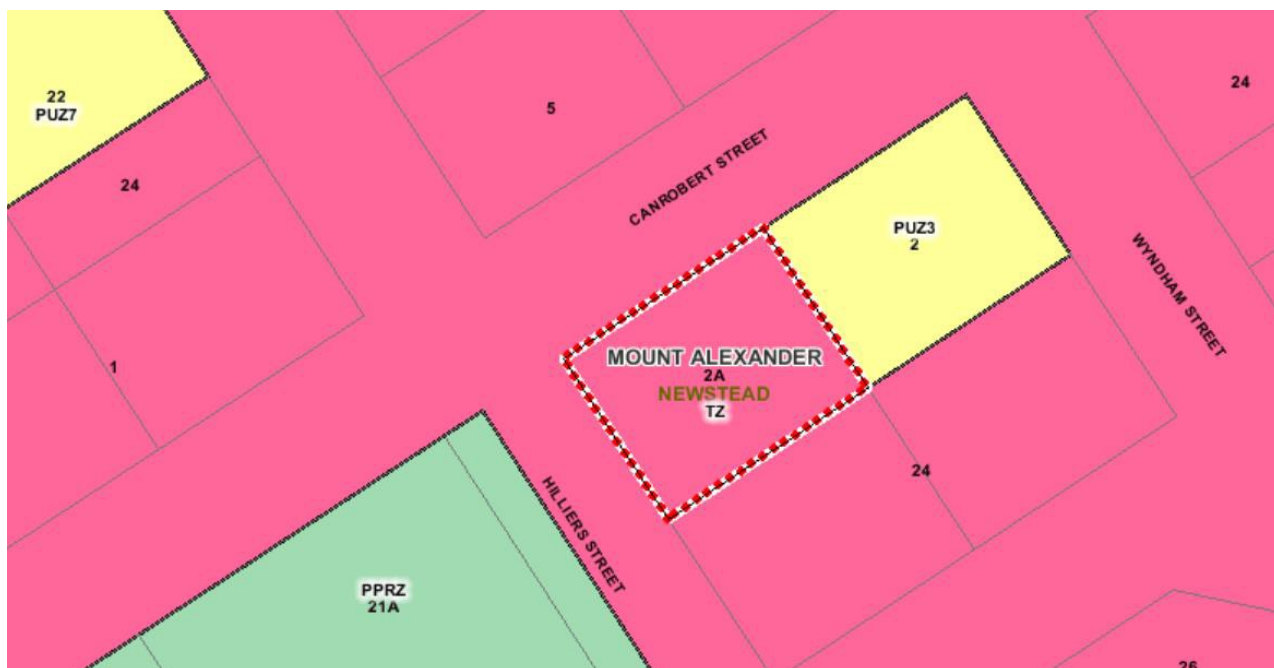 22
PUZ7
24
1
5
CANROBERT STREET
24
PUZ3
2
WYNDHAM STREET
MOUNT ALEXANDER
2A
NEWSTEAD
TZ
24
HILLIERS STREET
PPRZ
21A
26